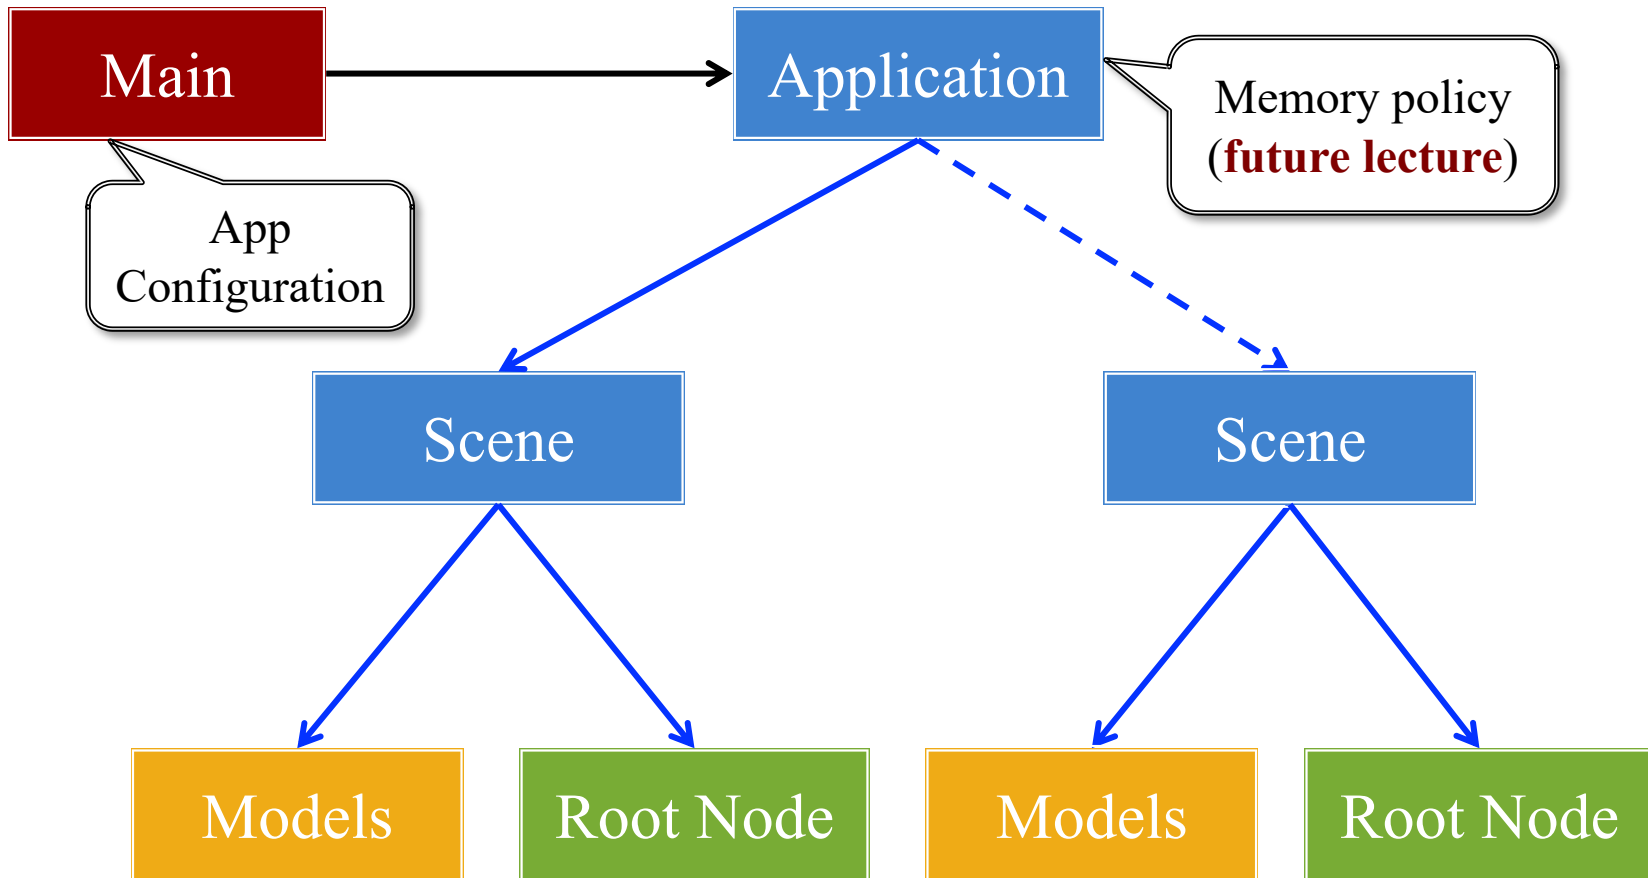 Main
Application
Memory policy
(future lecture)
App
Configuration
Scene
Scene
Models
Root Node
Models
Root Node